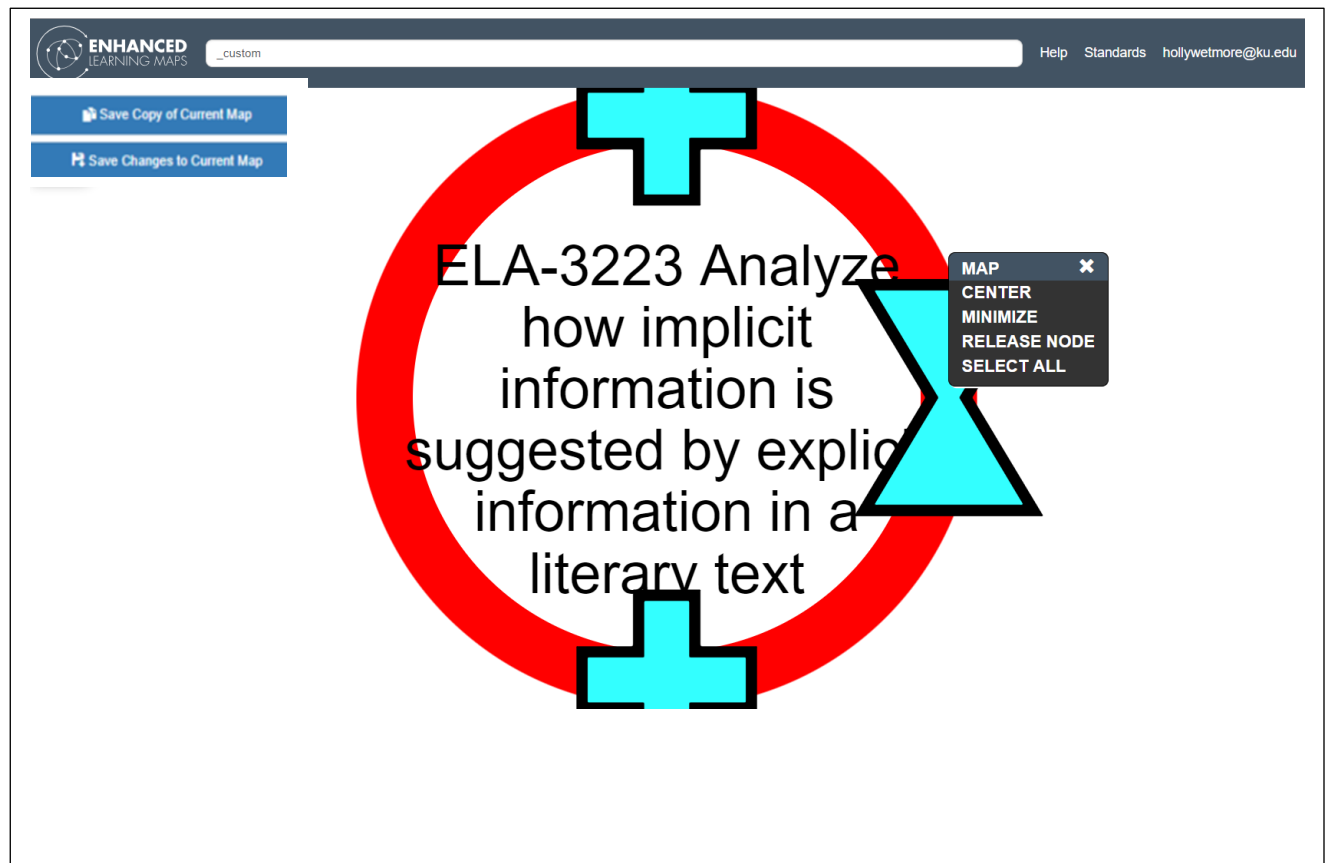 ENHANCED
LEARNING MAPS
_custom
Help Standards hollywetmore@ku.edu
Save Copy of Current Map
Save Changes to Current Map
ELA-3223 Analyze
how implicit
information is
suggested by explicit
information in a
literary text
MAP
CENTER
MINIMIZE
RELEASE NODE
SELECT ALL